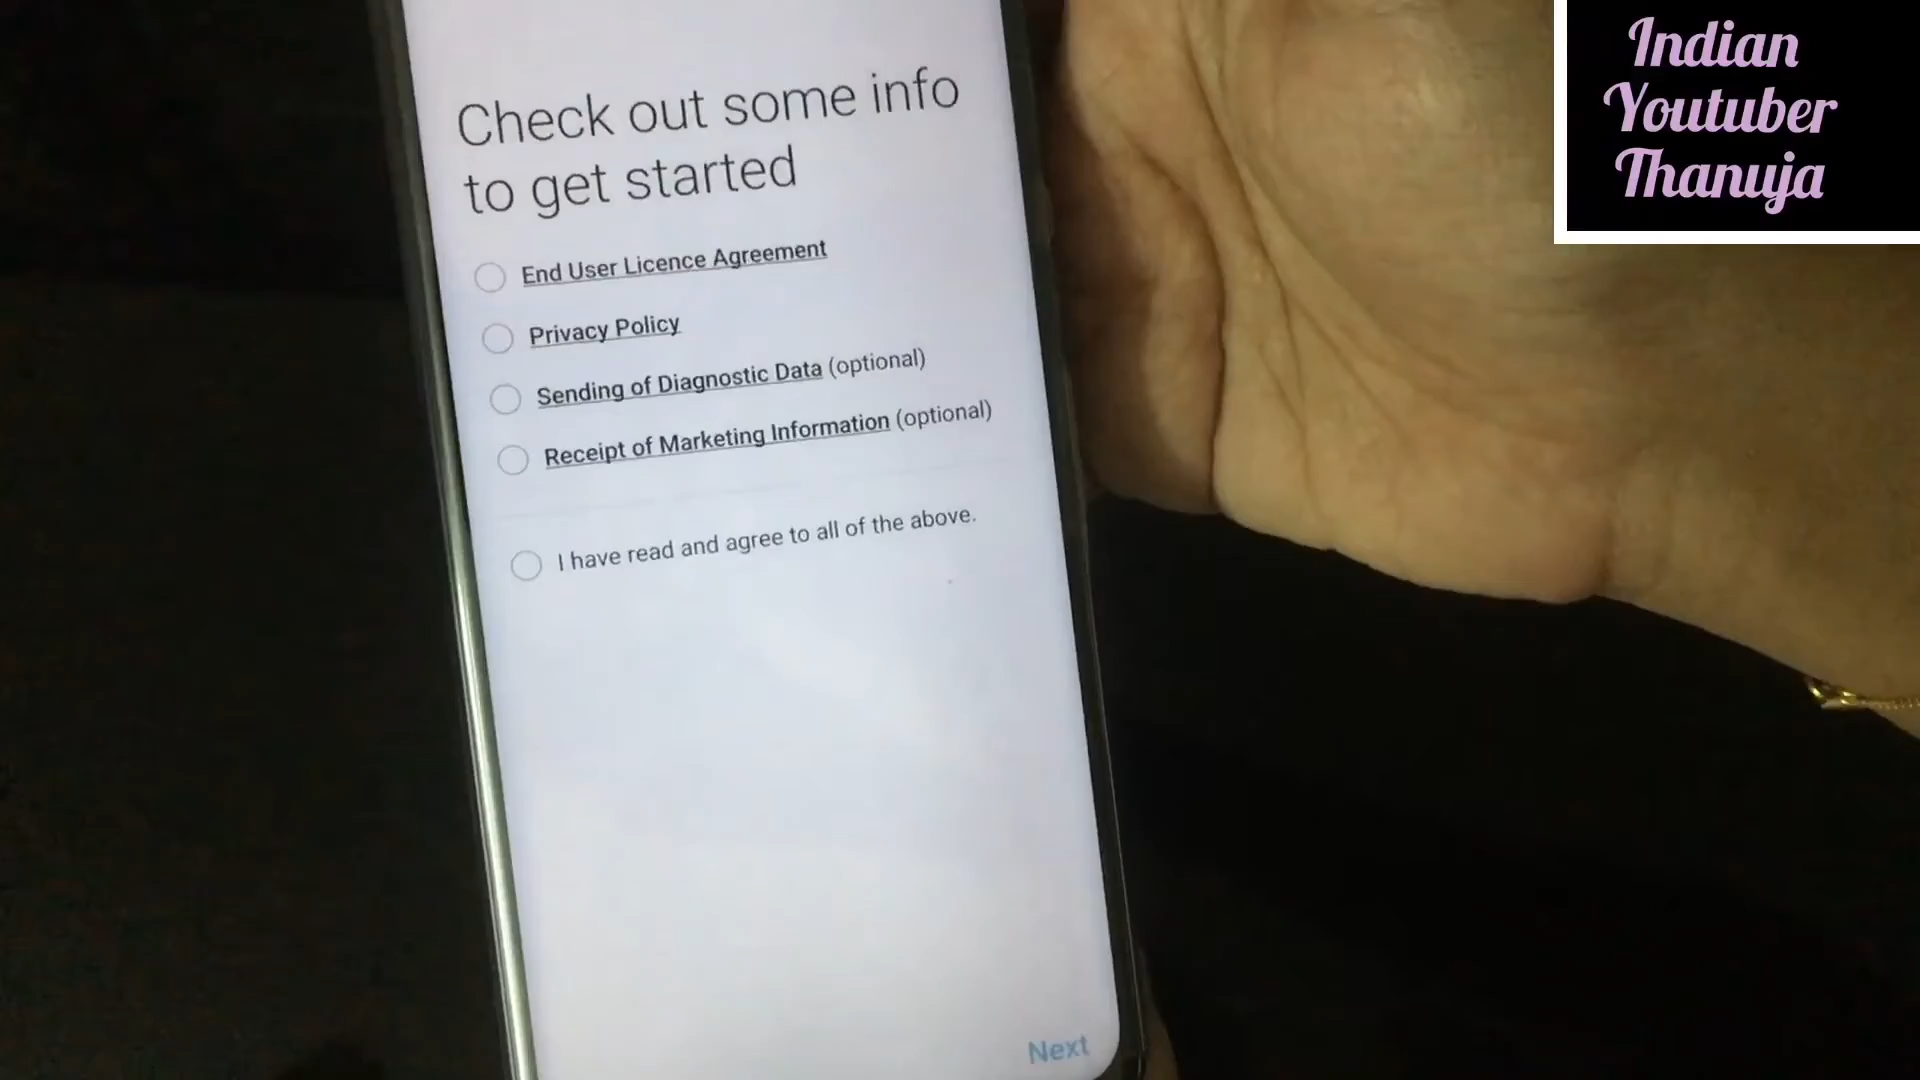 Check out some info
to get started
End User Licence Agreement
Privacy Policy
Sending of Diagnostic Data (optional)
Receipt of Marketing Information (optional)
I have read and agree to all of the above.
Next
Indian
Youtuber
Thanuja